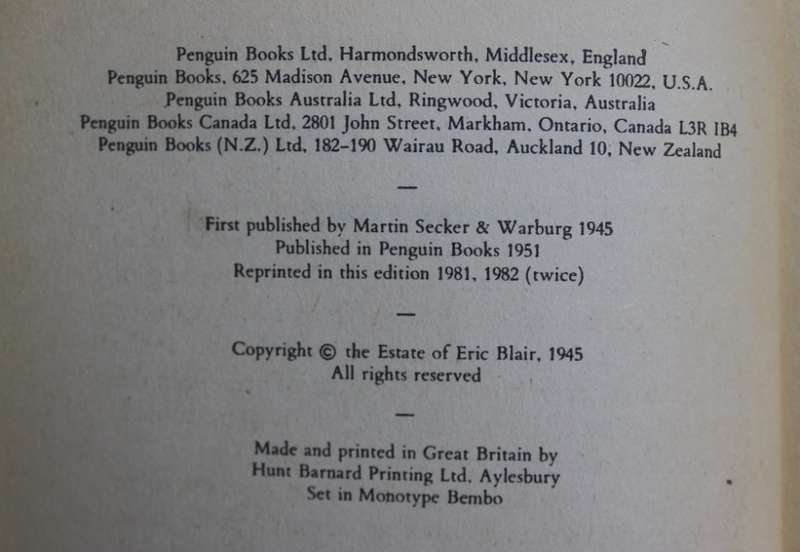 Penguin Books Ltd, Harmondsworth, Middlesex, England
Penguin Books, 625 Madison Avenue, New York, New York 10022, U.S.A.
Penguin Books Australia Ltd, Ringwood, Victoria, Australia
Penguin Books Canada Ltd, 2801 John Street, Markham, Ontario, Canada L3R 1B4
Penguin Books (N.Z.) Ltd, 182–190 Wairau Road, Auckland 10, New Zealand
—
First published by Martin Secker & Warburg 1945
Published in Penguin Books 1951
Reprinted in this edition 1981, 1982 (twice)
—
Copyright © the Estate of Eric Blair, 1945
All rights reserved
—
Made and printed in Great Britain by
Hunt Barnard Printing Ltd, Aylesbury
Set in Monotype Bembo